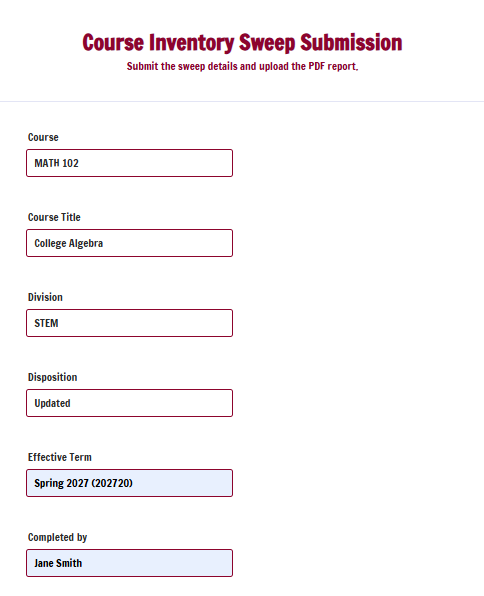 Course Inventory Sweep Submission
Submit the sweep details and upload the PDF report.
Course
MATH 102
Course Title
College Algebra
Division
STEM
Disposition
Updated
Effective Term
Spring 2027 (202720)
Completed by
Jane Smith